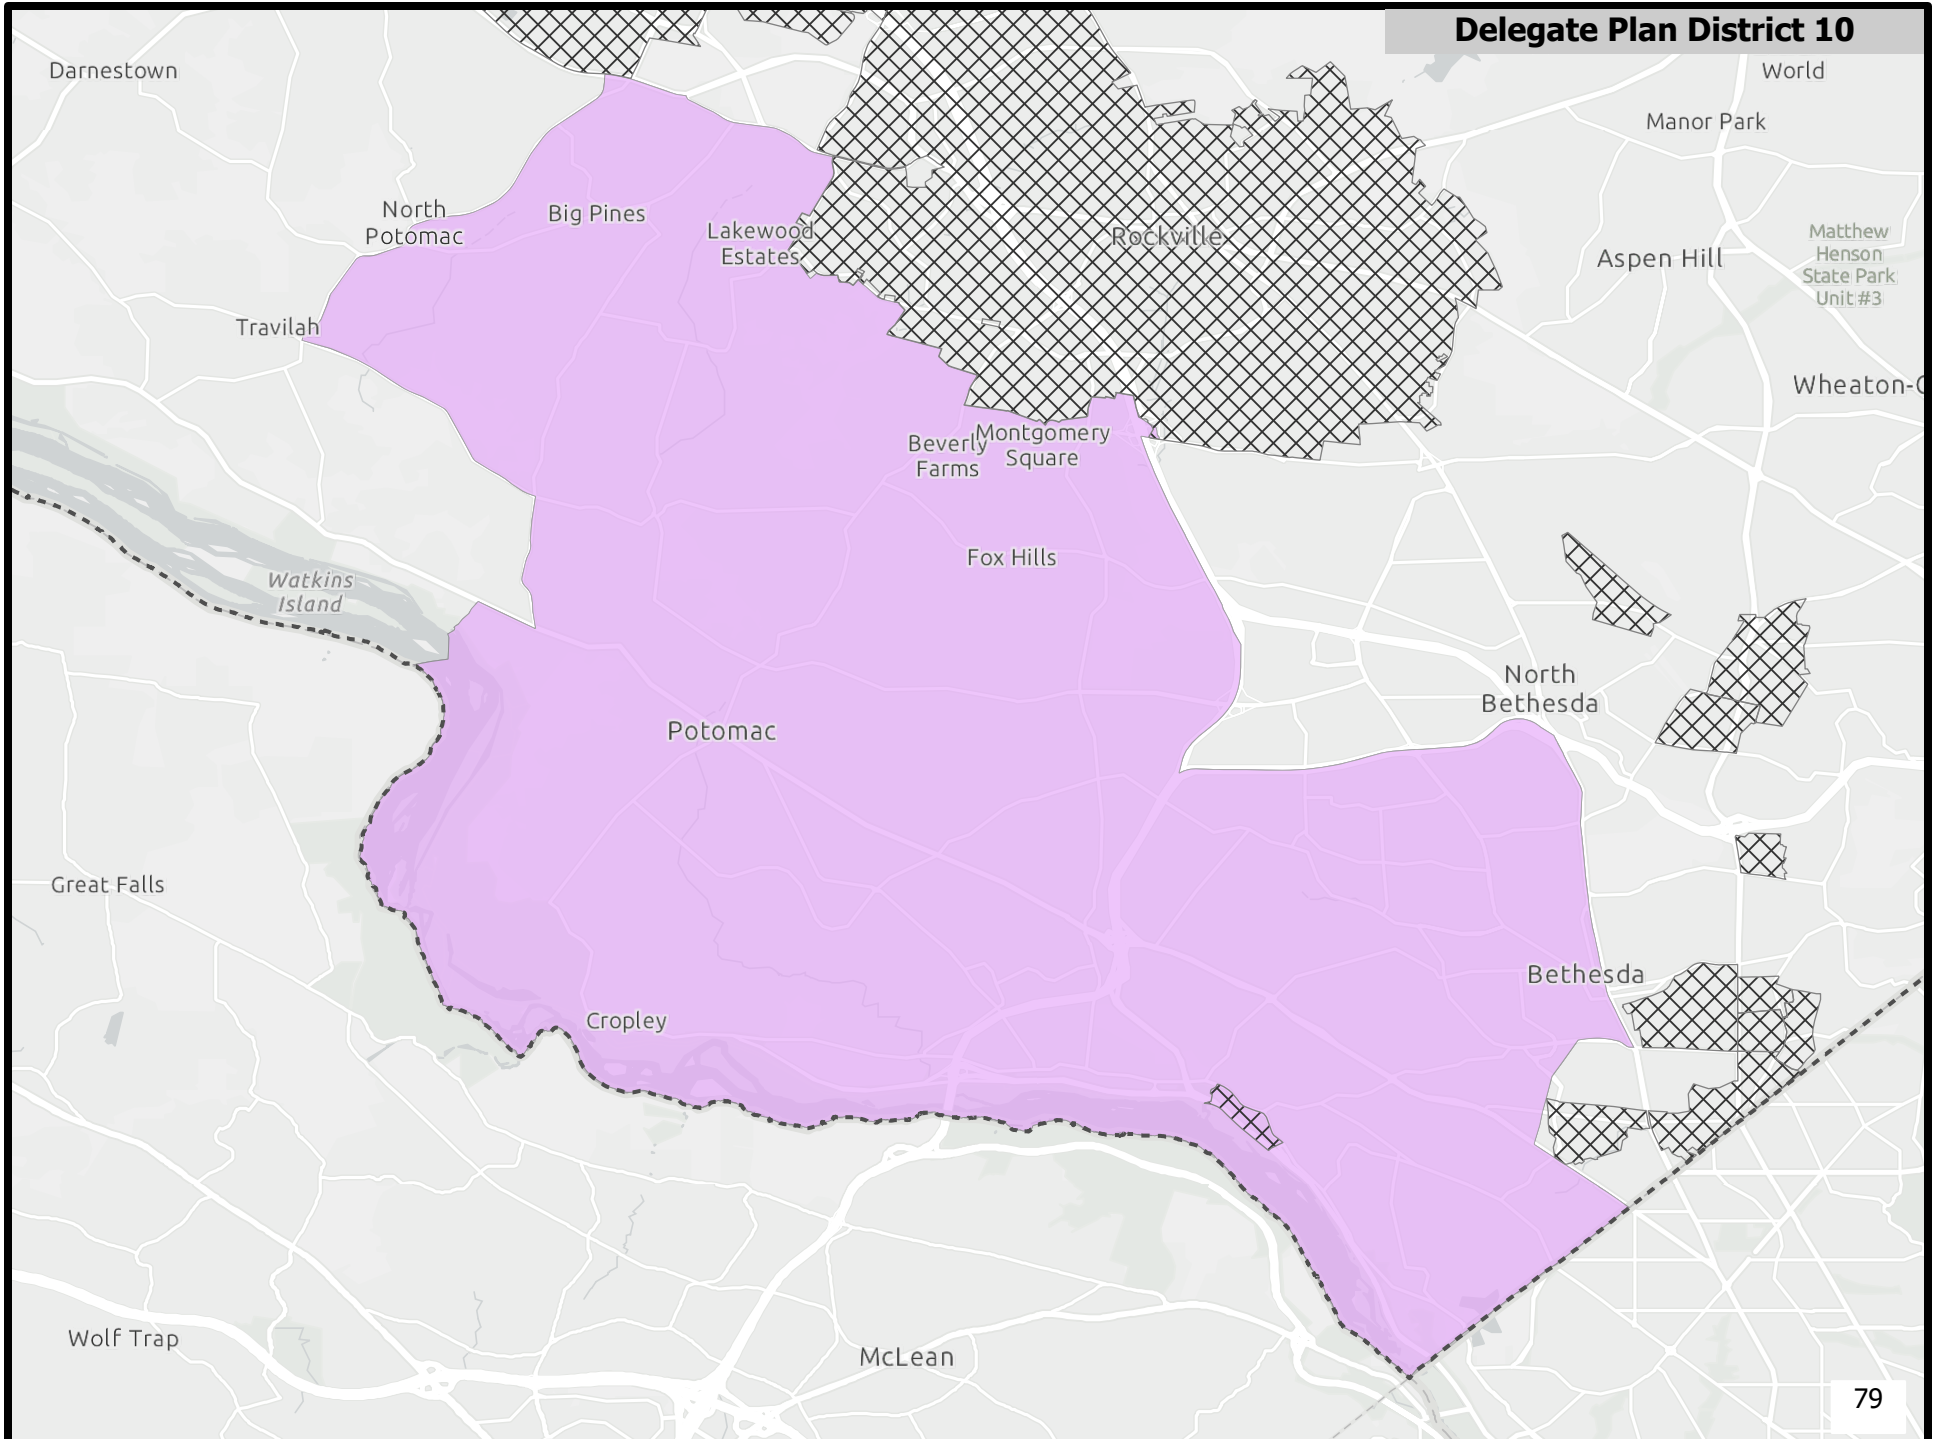 Delegate Plan District 10
Darnestown
World
Manor Park
North
Potomac
Big Pines
Lakewood
Estates
Rockville
Aspen Hill
Matthew
Henson
State Park
Unit #3
Travilah
Wheaton-
Beverly
Farms
Montgomery
Square
Fox Hills
Watkins
Island
North
Bethesda
Potomac
Great Falls
Bethesda
Cropley
Wolf Trap
McLean
79